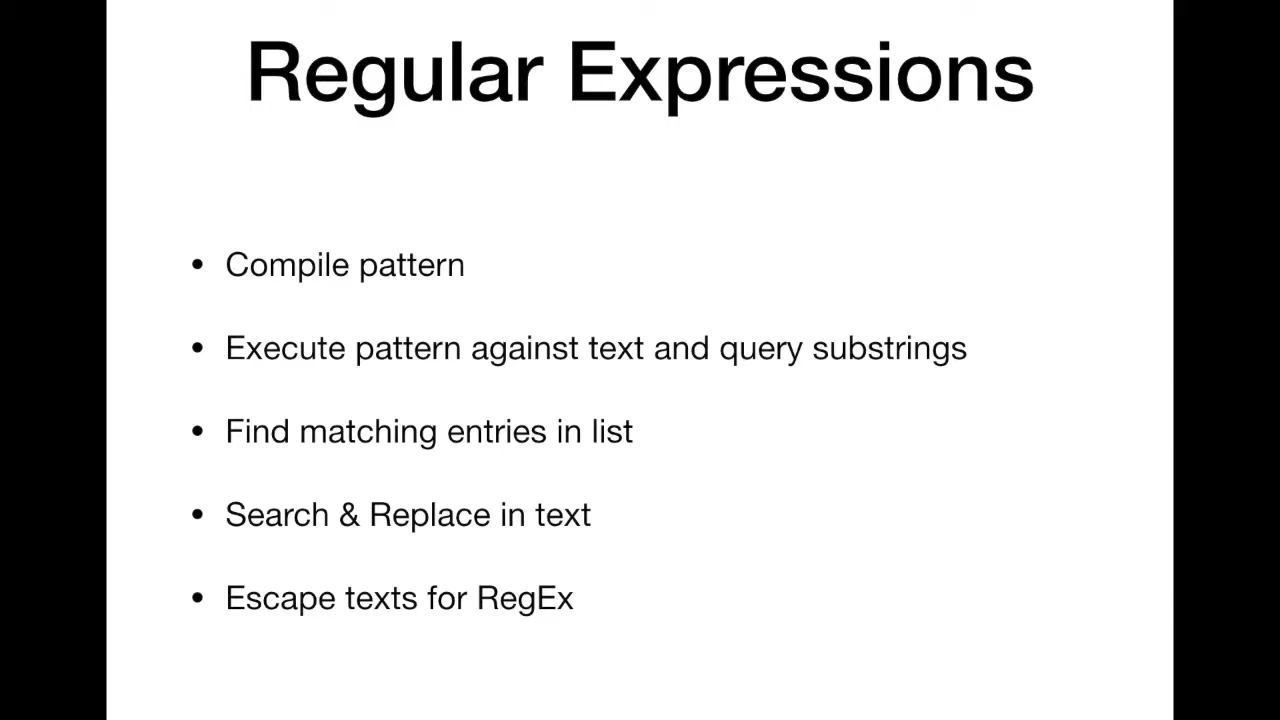 Regular Expressions
• Compile pattern
• Execute pattern against text and query substrings
• Find matching entries in list
• Search & Replace in text
• Escape texts for RegEx